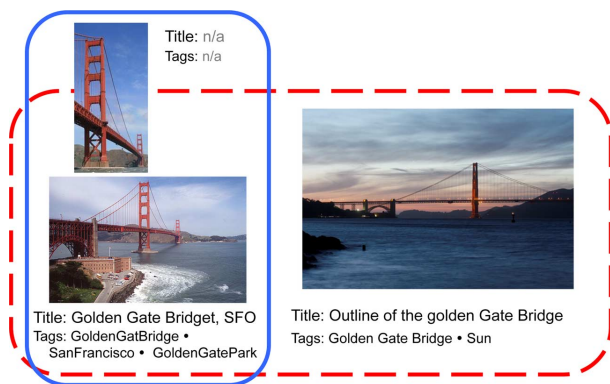 Title: n/a
Tags: n/a
Title: Golden Gate Bridget, SFO
Tags: GoldenGatBridge •
SanFrancisco • GoldenGatePark
Title: Outline of the golden Gate Bridge
Tags: Golden Gate Bridge • Sun